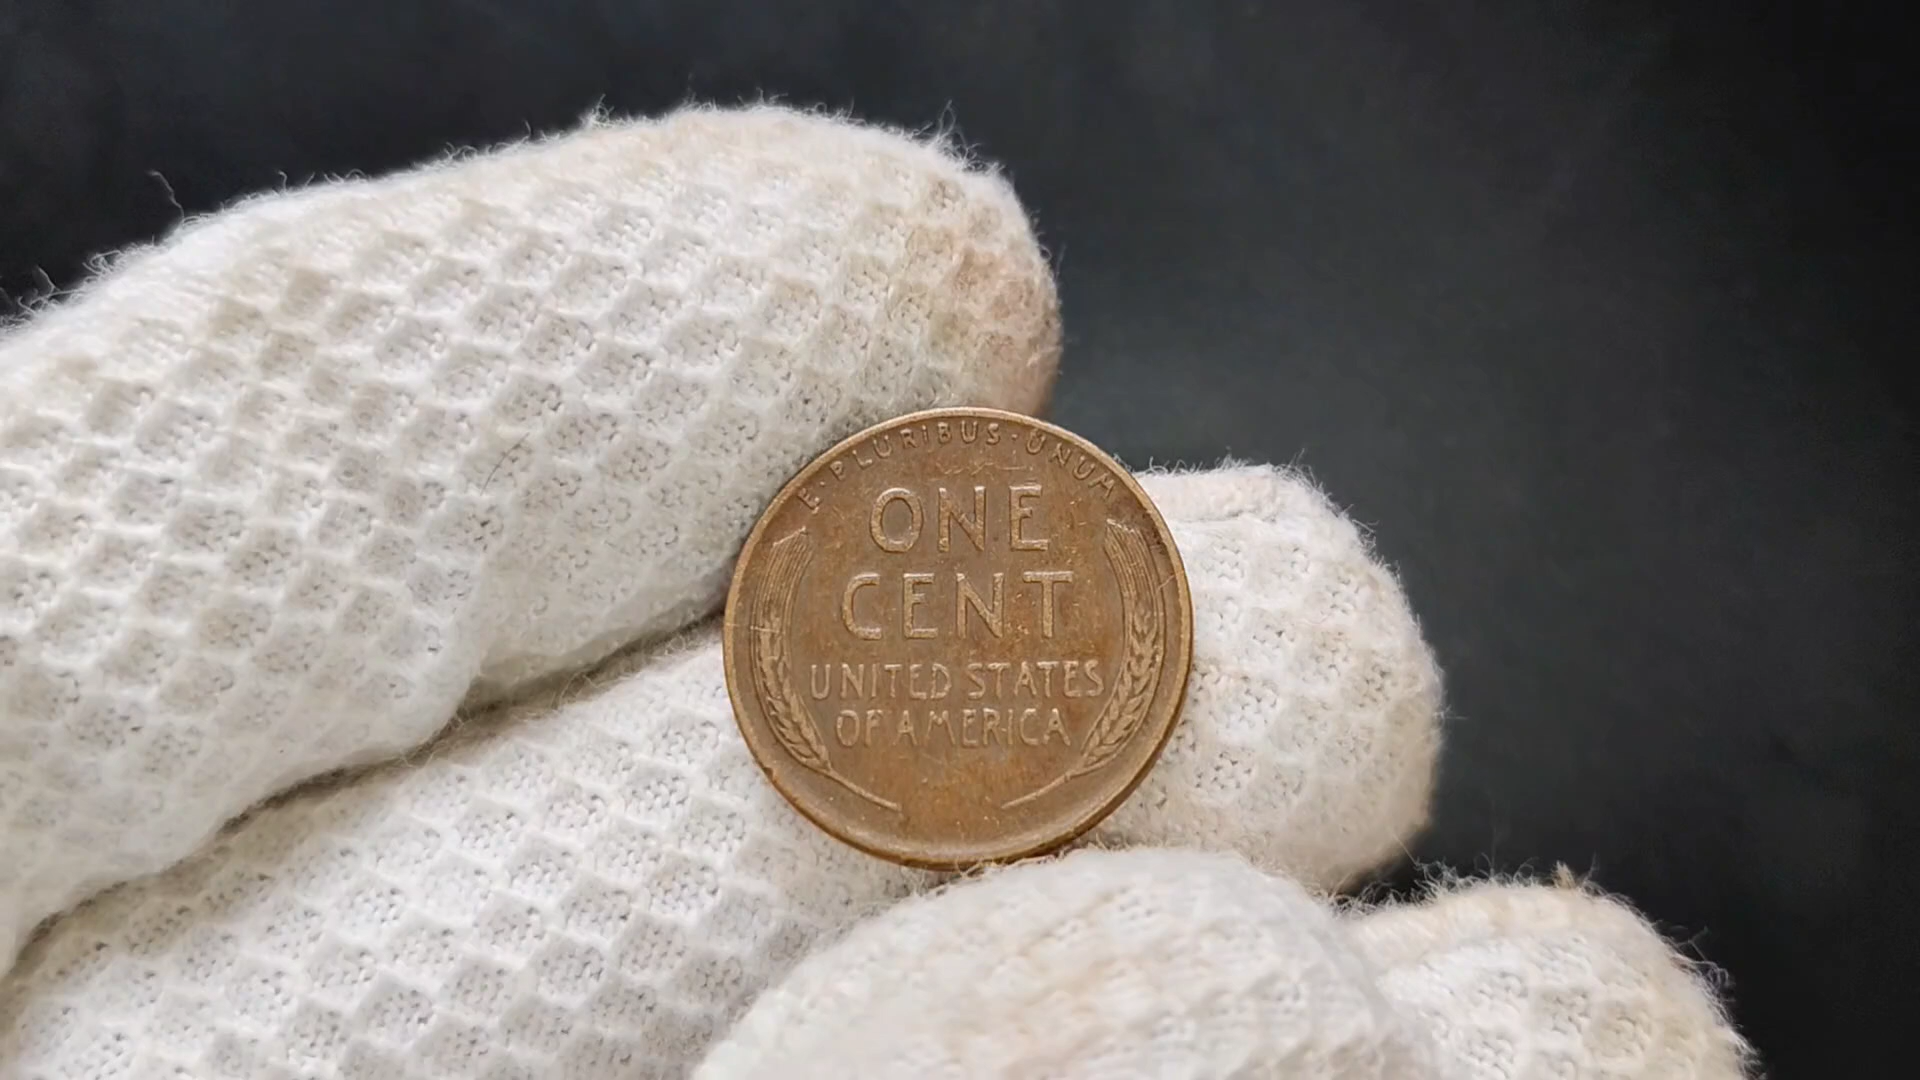 E·PLURIBUS·UNUM
ONE
CENT
UNITED STATES
OF AMERICA